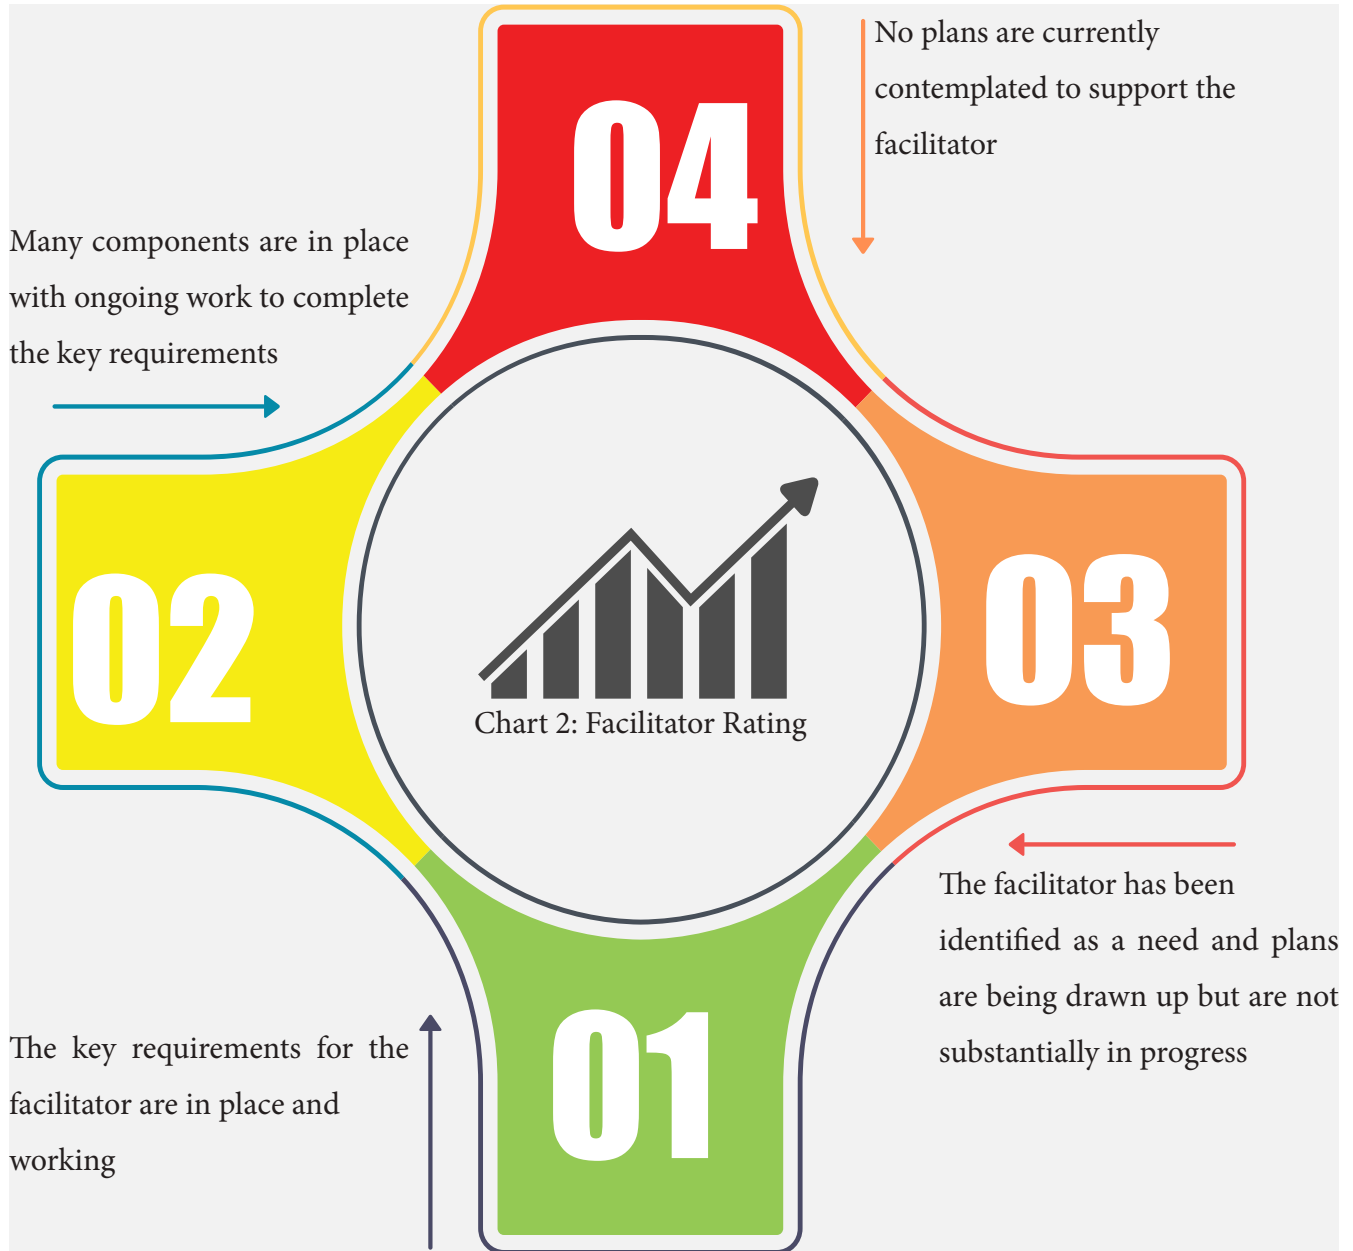 04
No plans are currently
contemplated to support the
facilitator
Many components are in place
with ongoing work to complete
the key requirements
02
03
Chart 2: Facilitator Rating
The facilitator has been
identified as a need and plans
are being drawn up but are not
substantially in progress
01
The key requirements for the
facilitator are in place and
working